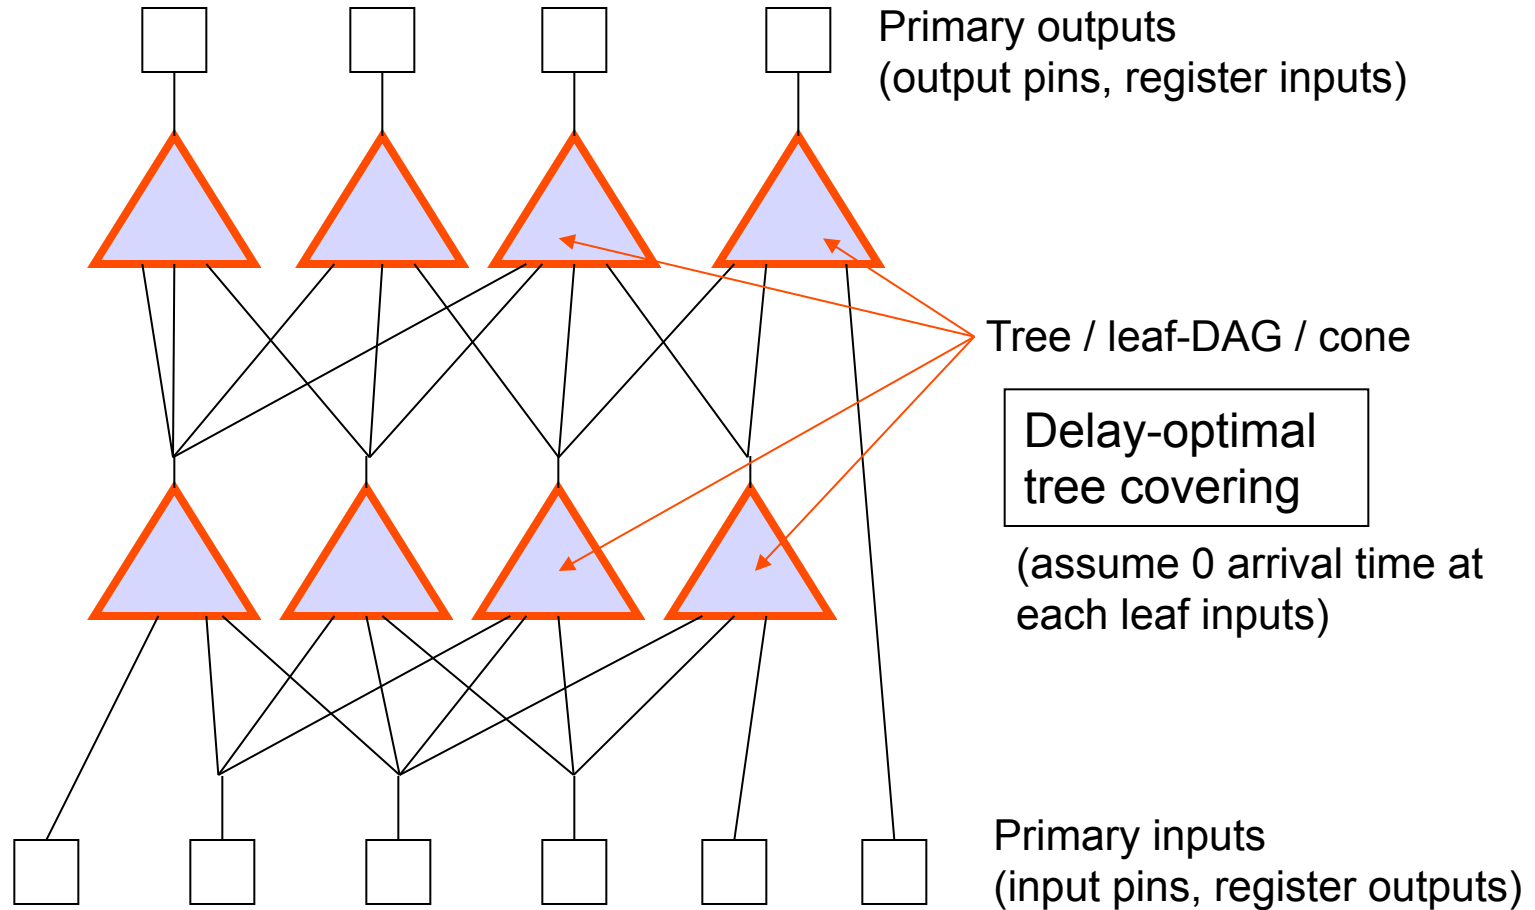 Primary outputs
(output pins, register inputs)
Tree / leaf-DAG / cone
Delay-optimal
tree covering
(assume 0 arrival time at
each leaf inputs)
Primary inputs
(input pins, register outputs)